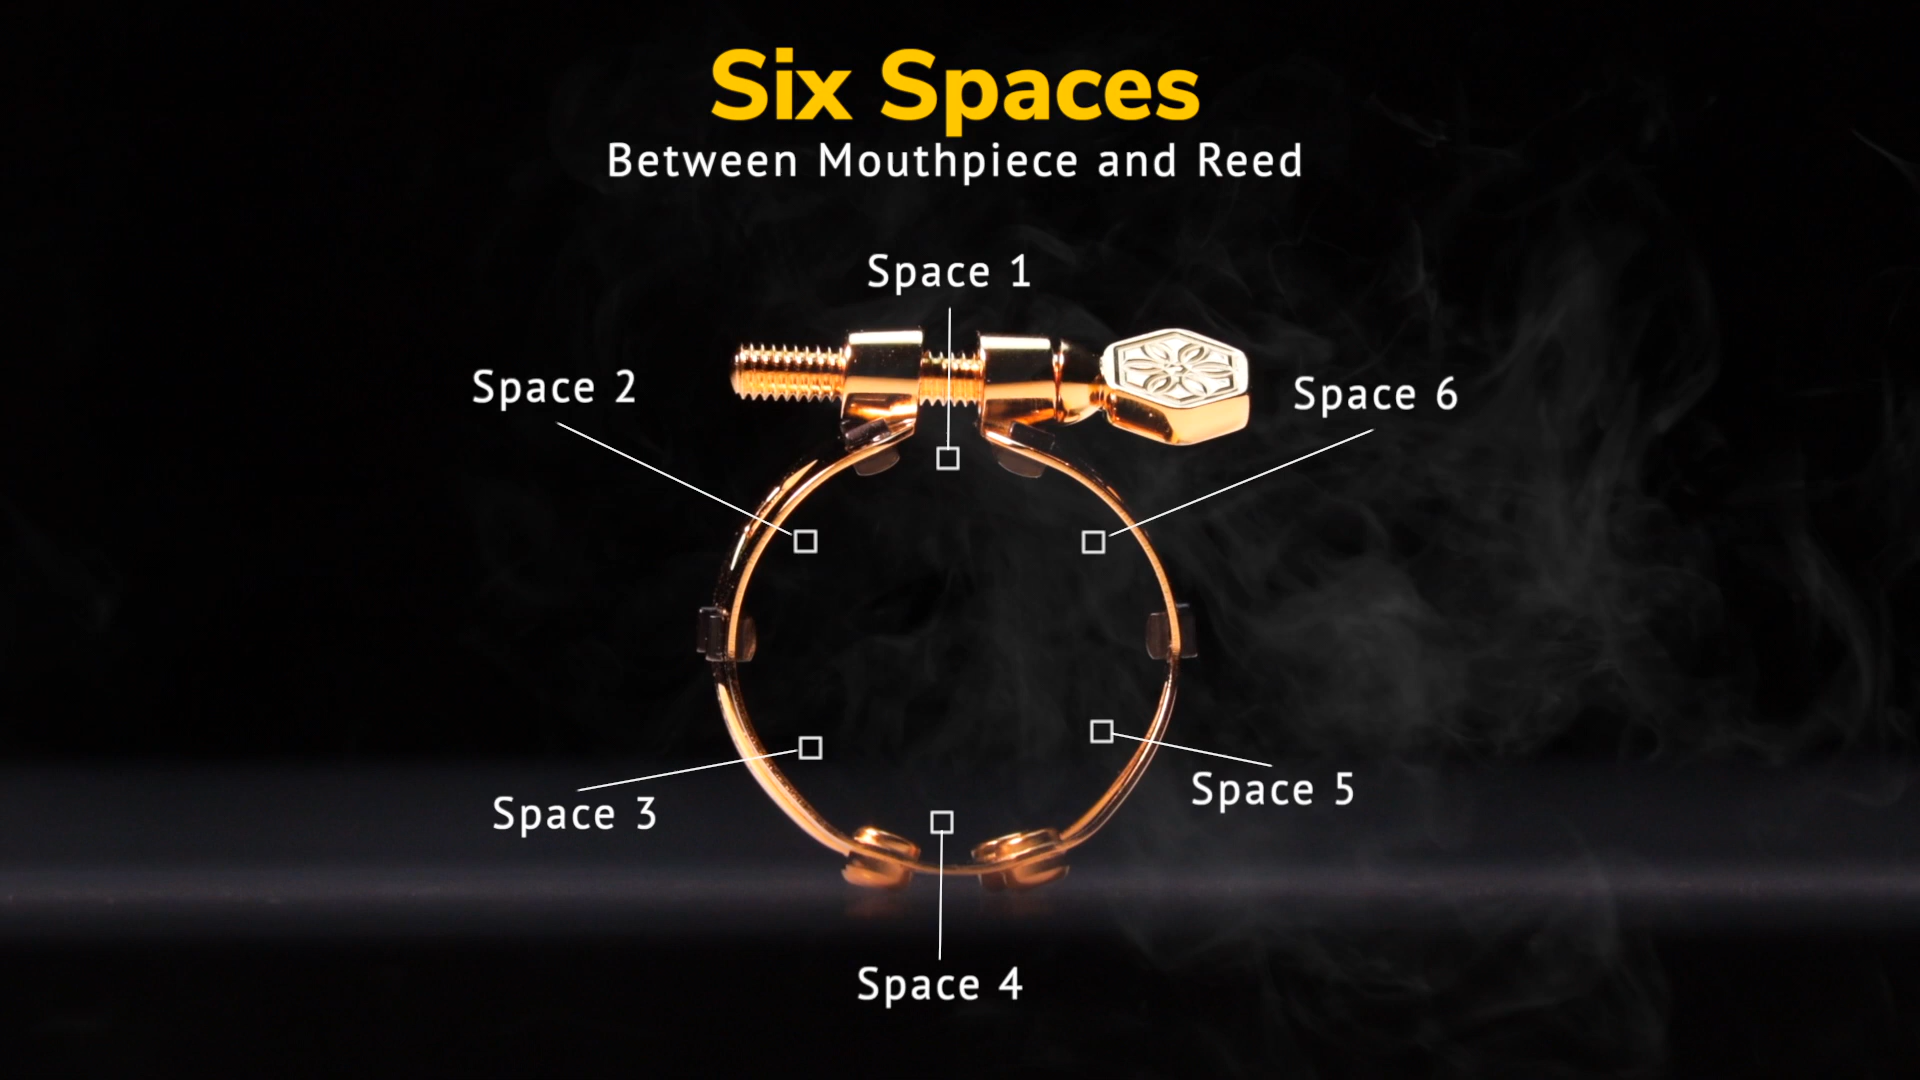 Six Spaces
Between Mouthpiece and Reed
Space 1
Space 2
Space 6
Space 3
Space 5
Space 4